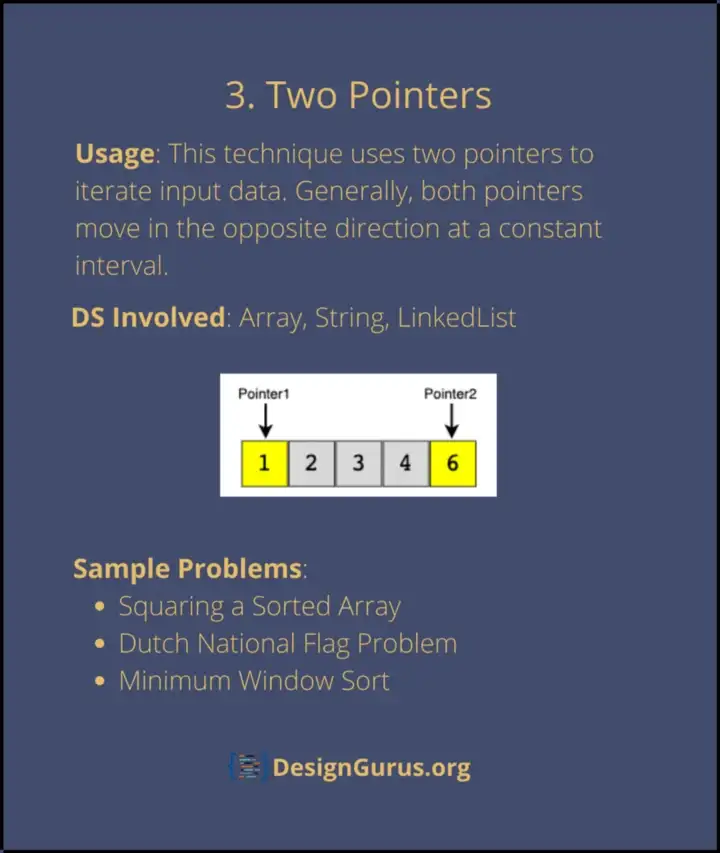 3. Two Pointers
Usage: This technique uses two pointers to
iterate input data. Generally, both pointers
move in the opposite direction at a constant
interval.
DS Involved: Array, String, LinkedList
Pointer1 Pointer2
1 2 3 4 6
Sample Problems:
• Squaring a Sorted Array
• Dutch National Flag Problem
• Minimum Window Sort
DesignGurus.org